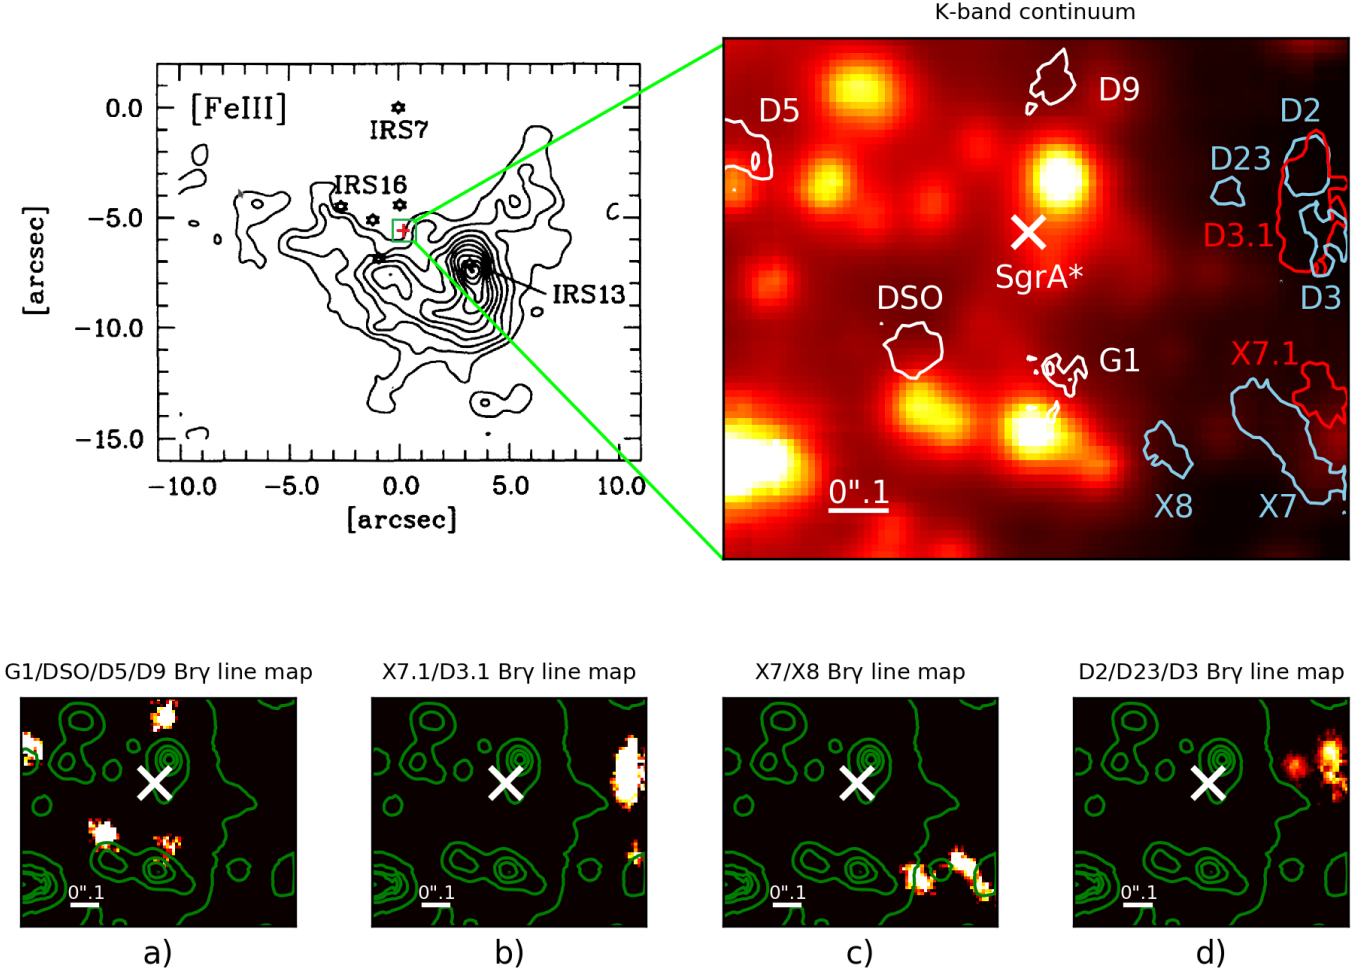 K-band continuum
[FeIII]
IRS7
IRS16
IRS13
0.0
−5.0
−10.0
−15.0
[arcsec]
−10.0
−5.0
0.0
5.0
10.0
[arcsec]
D5
D9
D2
D23
D3.1
D3
SgrA*
DSO
G1
X7.1
X8
X7
0".1
G1/DSO/D5/D9 Brγ line map
X7.1/D3.1 Brγ line map
X7/X8 Brγ line map
D2/D23/D3 Brγ line map
0".1
0".1
0".1
0".1
a)
b)
c)
d)